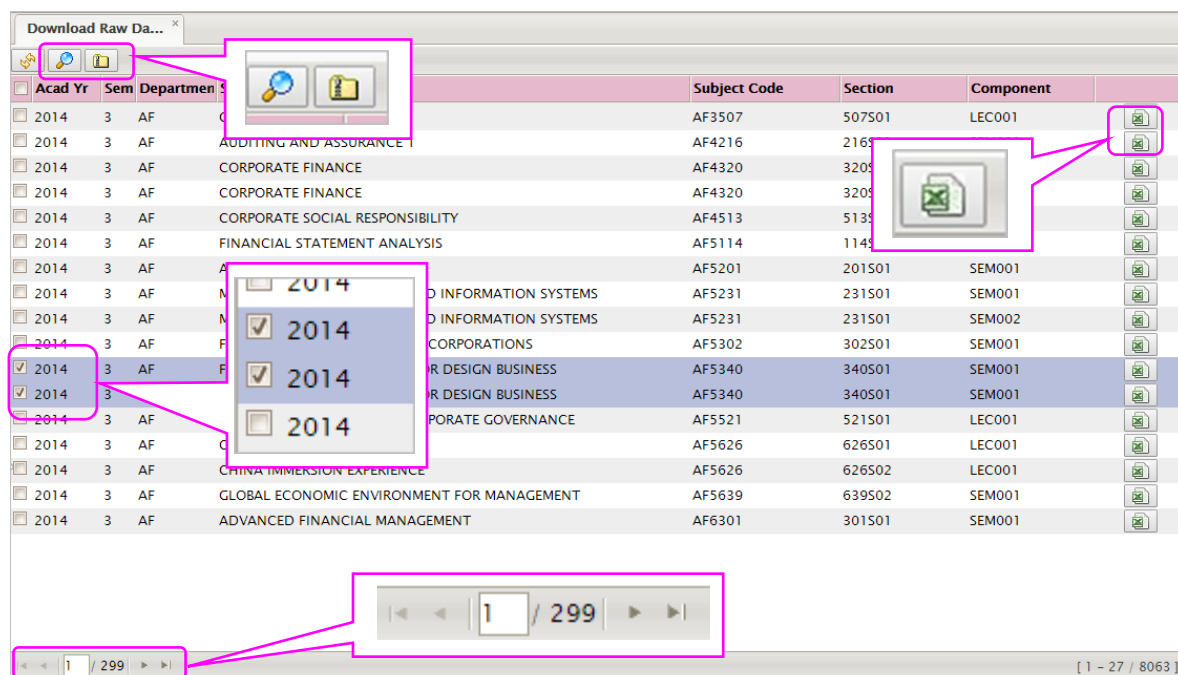 Download Raw Da... ×
Acad Yr Sem Departmen Subject Code Section Component
2014 3 AF AF3507 507S01 LEC001
2014 3 AF AUDITING AND ASSURANCE 1 AF4216
2014 3 AF CORPORATE FINANCE AF4320
2014 3 AF CORPORATE FINANCE AF4320
2014 3 AF CORPORATE SOCIAL RESPONSIBILITY AF4513
2014 3 AF FINANCIAL STATEMENT ANALYSIS AF5114
2014 3 AF AF5201 201S01 SEM001
2014 3 AF INFORMATION SYSTEMS AF5231 231S01 SEM001
2014 3 AF INFORMATION SYSTEMS AF5231 231S01 SEM002
2014 3 AF CORPORATIONS AF5302 302S01 SEM001
2014 3 AF DESIGN BUSINESS AF5340 340S01 SEM001
2014 3 DESIGN BUSINESS AF5340 340S01 SEM001
2014 3 AF GOVERNANCE AF5521 521S01 LEC001
2014 3 AF AF5626 626S01 LEC001
2014 3 AF CHINA IMMERSION EXPERIENCE AF5626 626S02 LEC001
2014 3 AF GLOBAL ECONOMIC ENVIRONMENT FOR MANAGEMENT AF5639 639S02 SEM001
2014 3 AF ADVANCED FINANCIAL MANAGEMENT AF6301 301S01 SEM001
2014
2014
2014
2014
1 / 299
1 / 299 [ 1 - 27 / 8063 ]